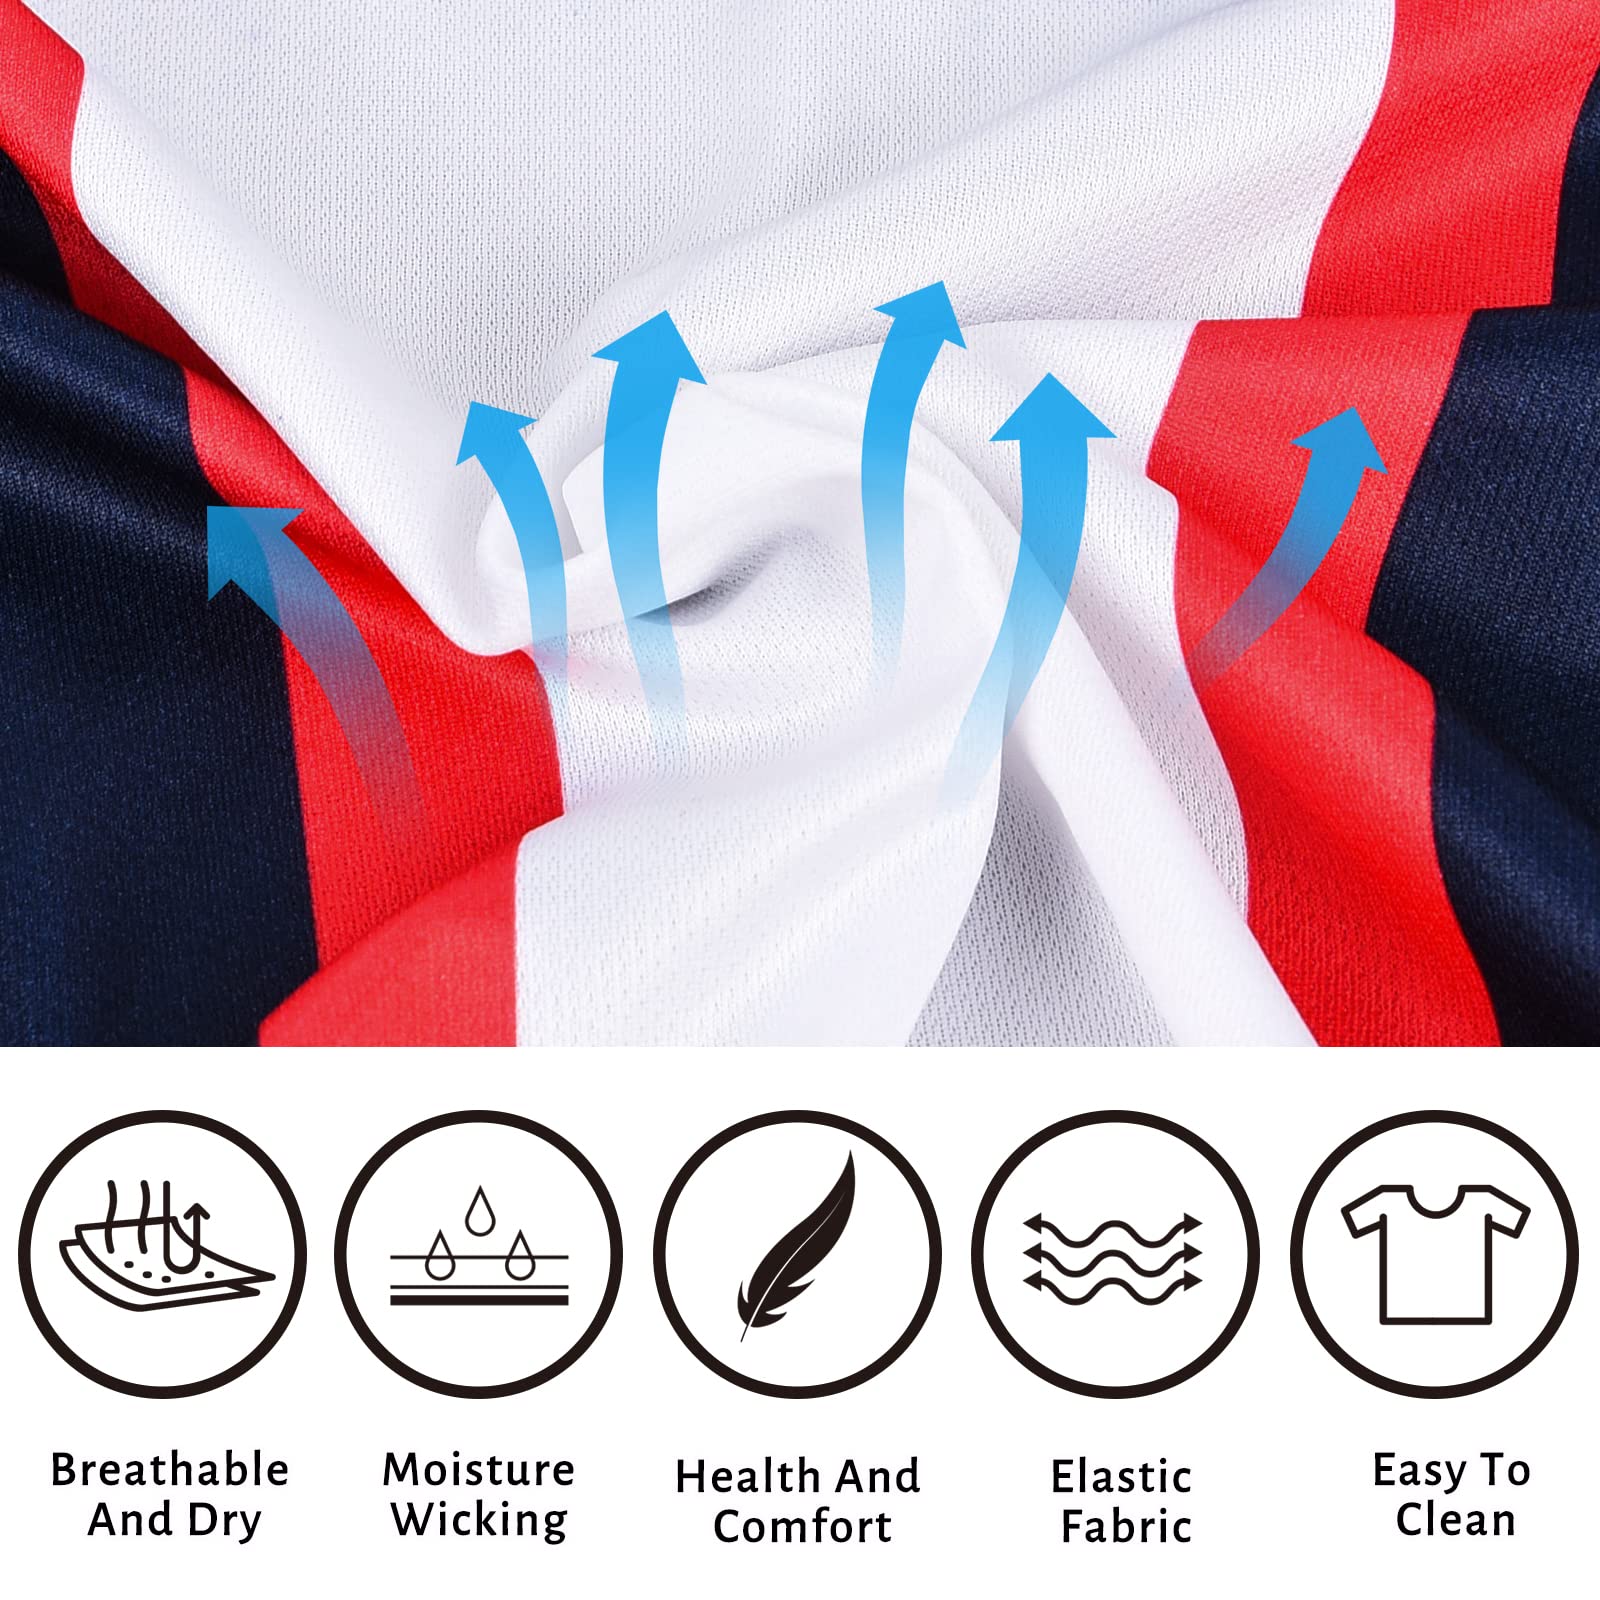 Breathable
And Dry
Moisture
Wicking
Health And
Comfort
Elastic
Fabric
Easy To
Clean